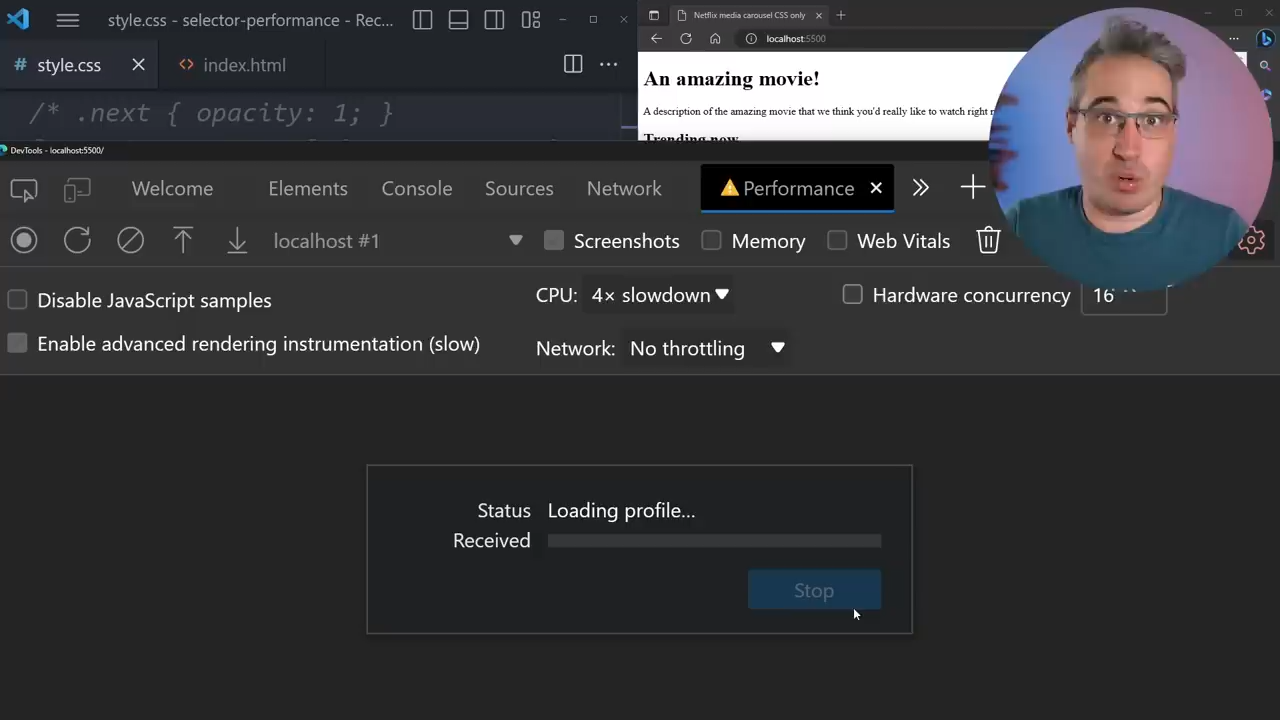 style.css - selector-performance - Rec...
Netflix media carousel CSS only
localhost:5500
style.css
index.html
/* .next { opacity: 1; }
An amazing movie!
A description of the amazing movie that we think you'd really like to watch right
Trending now
DevTools - localhost:5500/
Welcome
Elements
Console
Sources
Network
Performance
localhost #1
Screenshots
Memory
Web Vitals
Disable JavaScript samples
CPU: 4× slowdown
Hardware concurrency 16
Enable advanced rendering instrumentation (slow)
Network: No throttling
Status Loading profile...
Received
Stop